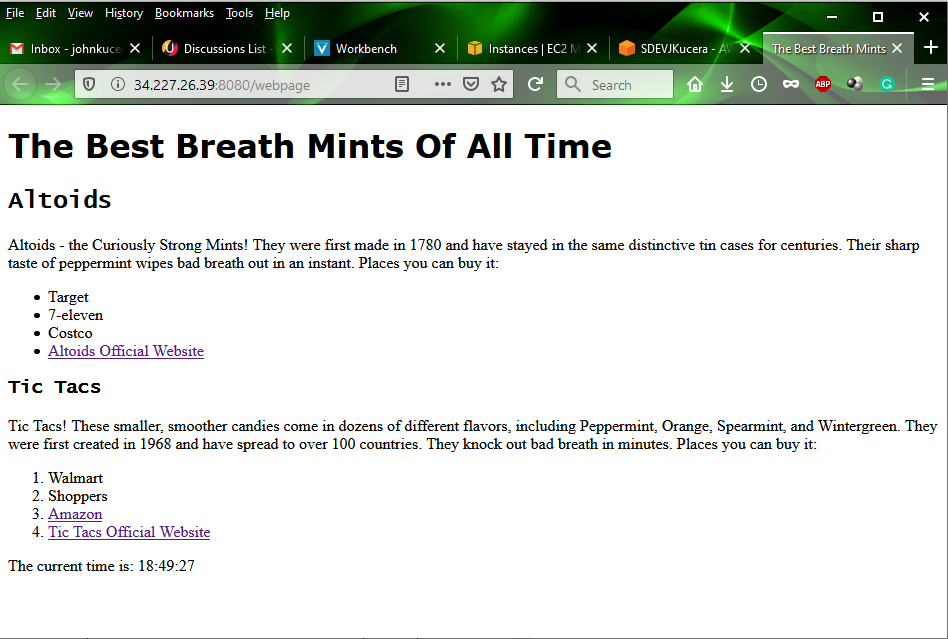 File Edit View History Bookmarks Tools Help
Inbox - johnkucer Discussions List - Workbench Instances | EC2 M SDEVJKucera - AW The Best Breath Mints
34.227.26.39:8080/webpage Search ABP
The Best Breath Mints Of All Time
Altoids
Altoids - the Curiously Strong Mints! They were first made in 1780 and have stayed in the same distinctive tin cases for centuries. Their sharp
taste of peppermint wipes bad breath out in an instant. Places you can buy it:
• Target
• 7-eleven
• Costco
• Altoids Official Website
Tic Tacs
Tic Tacs! These smaller, smoother candies come in dozens of different flavors, including Peppermint, Orange, Spearmint, and Wintergreen. They
were first created in 1968 and have spread to over 100 countries. They knock out bad breath in minutes. Places you can buy it:
1. Walmart
2. Shoppers
3. Amazon
4. Tic Tacs Official Website
The current time is: 18:49:27